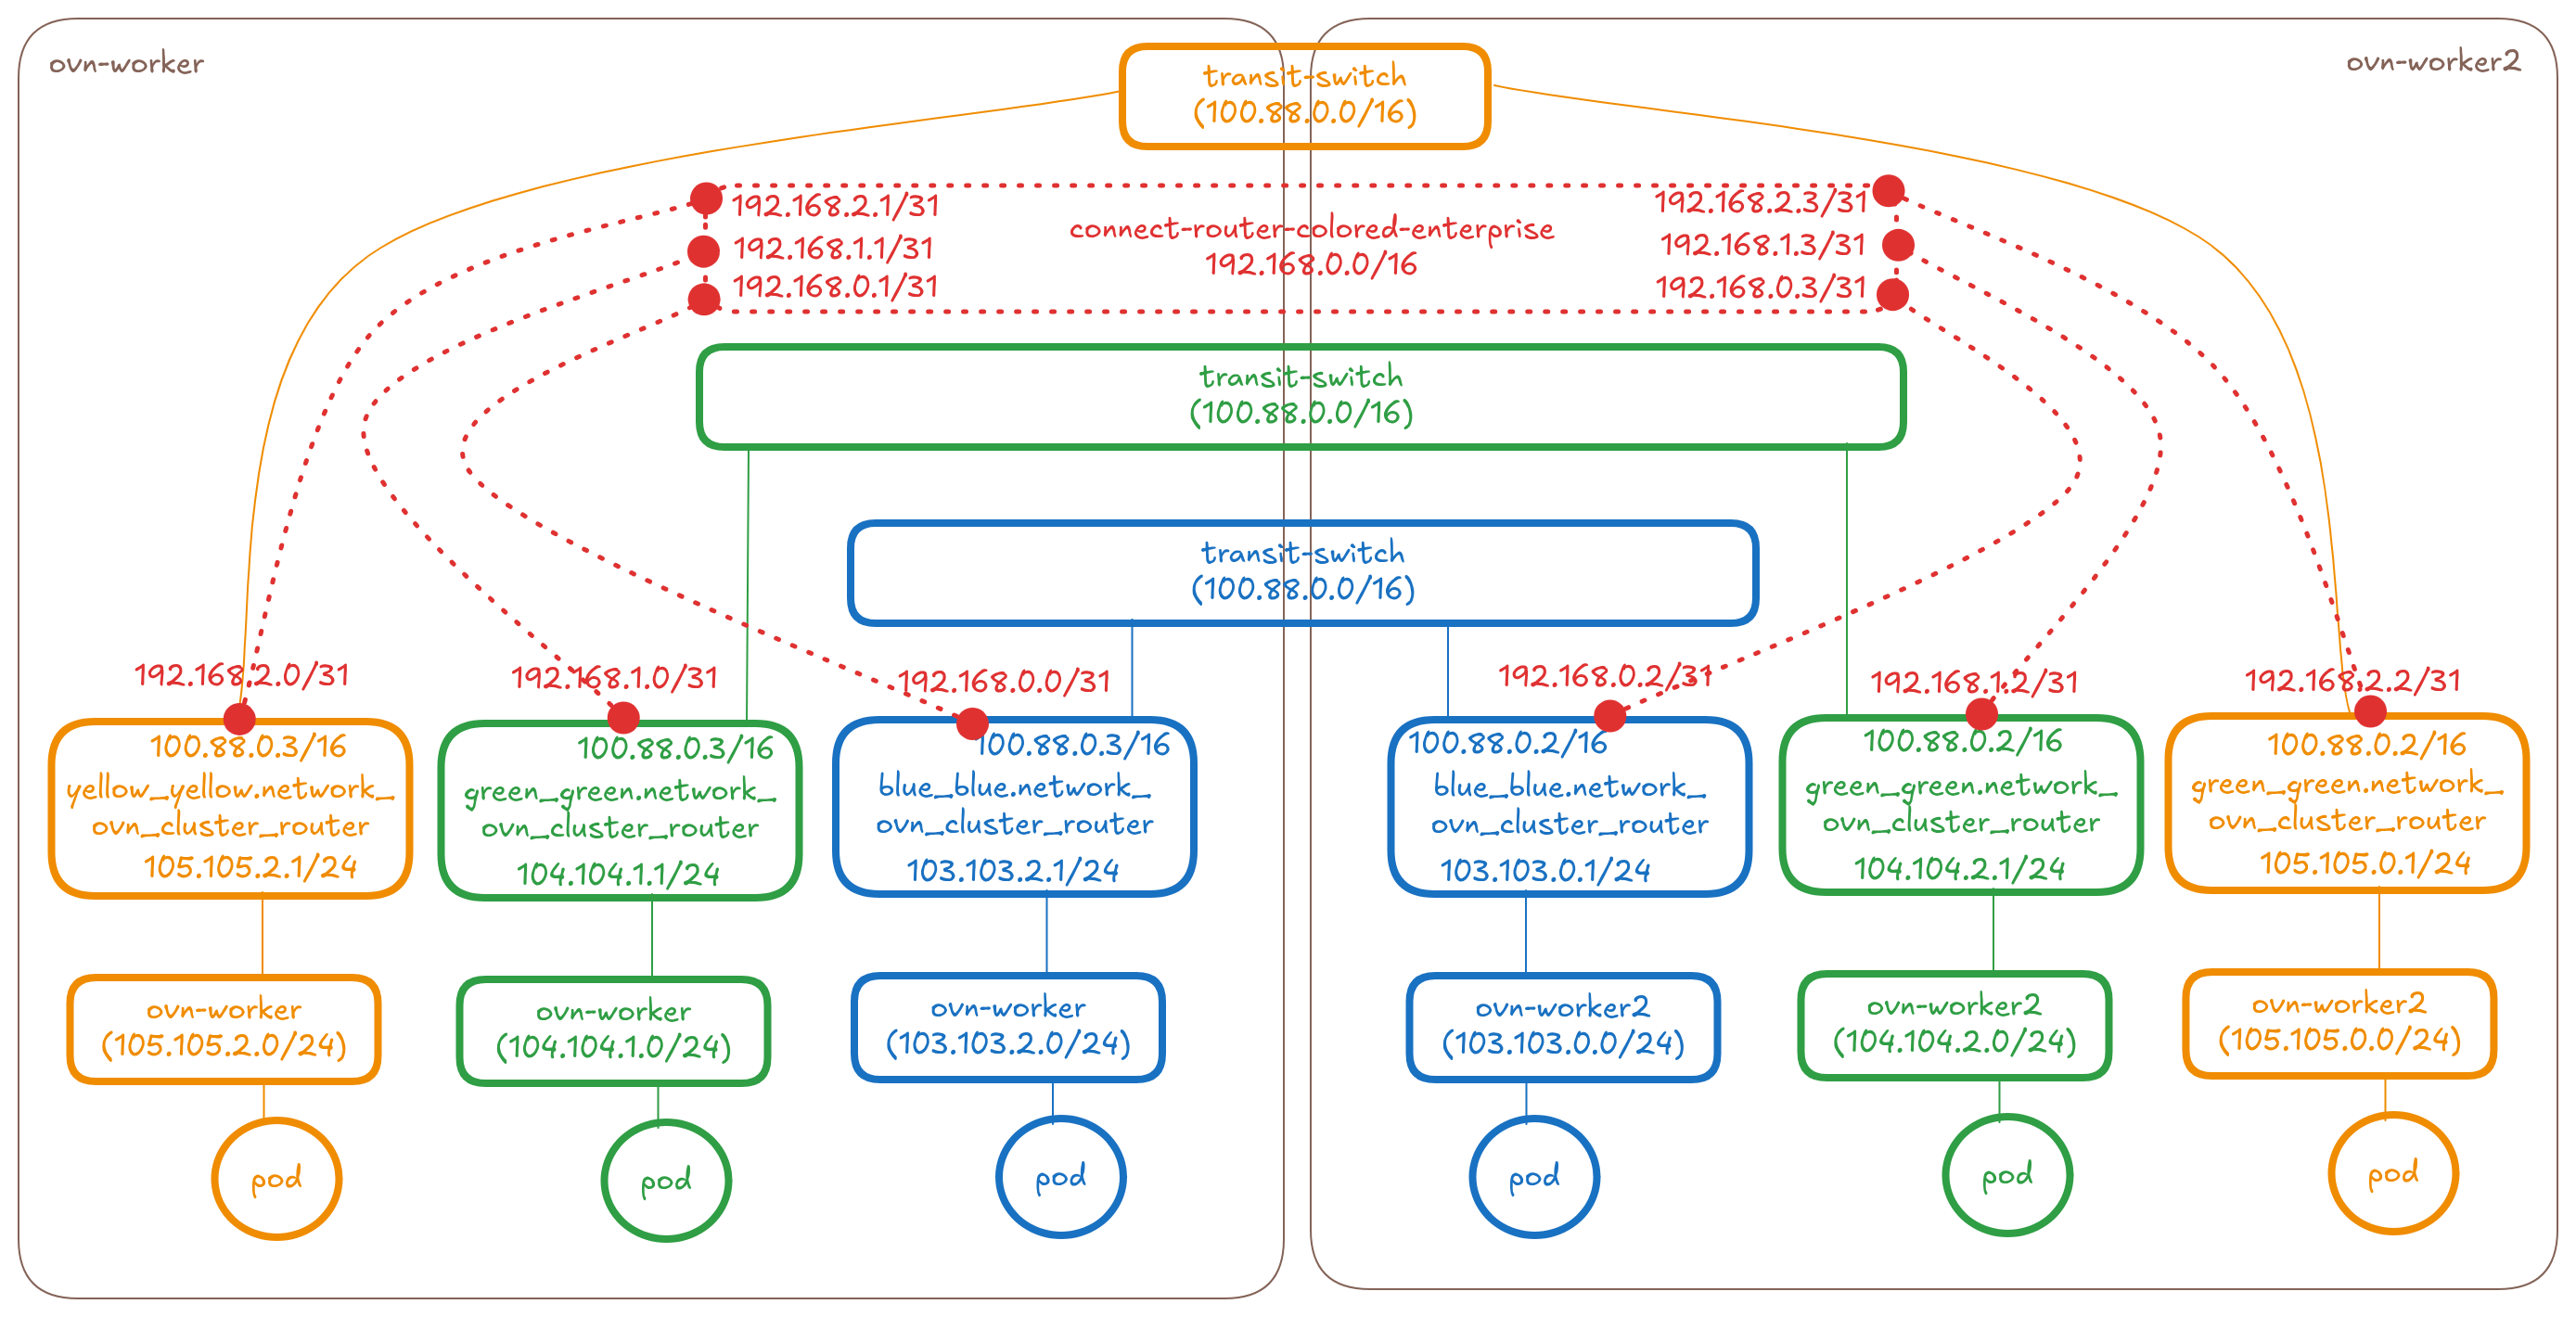 ovn-worker
ovn-worker2
transit-switch
(100.88.0.0/16)
192.168.2.1/31
192.168.1.1/31
192.168.0.1/31
connect-router-colored-enterprise
192.168.0.0/16
192.168.2.3/31
192.168.1.3/31
192.168.0.3/31
transit-switch
(100.88.0.0/16)
transit-switch
(100.88.0.0/16)
192.168.2.0/31
192.168.1.0/31
192.168.0.0/31
192.168.0.2/31
192.168.1.2/31
192.168.2.2/31
100.88.0.3/16
yellow_yellow.network_
ovn_cluster_router
105.105.2.1/24
100.88.0.3/16
green_green.network_
ovn_cluster_router
104.104.1.1/24
100.88.0.3/16
blue_blue.network_
ovn_cluster_router
103.103.2.1/24
100.88.0.2/16
blue_blue.network_
ovn_cluster_router
103.103.0.1/24
100.88.0.2/16
green_green.network_
ovn_cluster_router
104.104.2.1/24
100.88.0.2/16
green_green.network_
ovn_cluster_router
105.105.0.1/24
ovn-worker
(105.105.2.0/24)
ovn-worker
(104.104.1.0/24)
ovn-worker
(103.103.2.0/24)
ovn-worker2
(103.103.0.0/24)
ovn-worker2
(104.104.2.0/24)
ovn-worker2
(105.105.0.0/24)
pod
pod
pod
pod
pod
pod